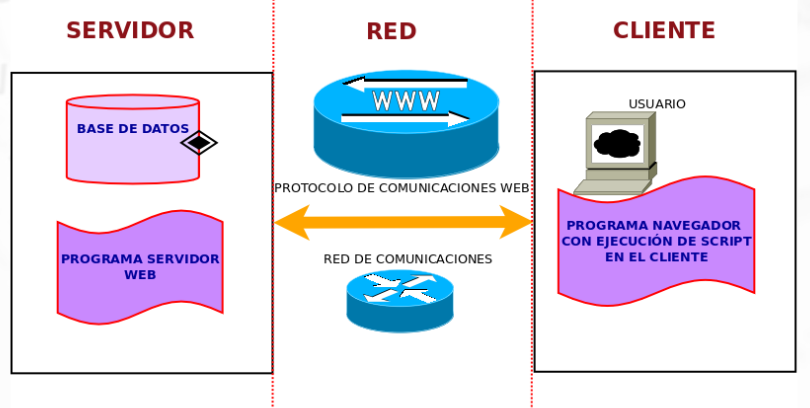 SERVIDOR
RED
CLIENTE
BASE DE DATOS
PROGRAMA SERVIDOR
WEB
WWW
PROTOCOLO DE COMUNICACIONES WEB
RED DE COMUNICACIONES
USUARIO
PROGRAMA NAVEGADOR
CON EJECUCIÓN DE SCRIPT
EN EL CLIENTE